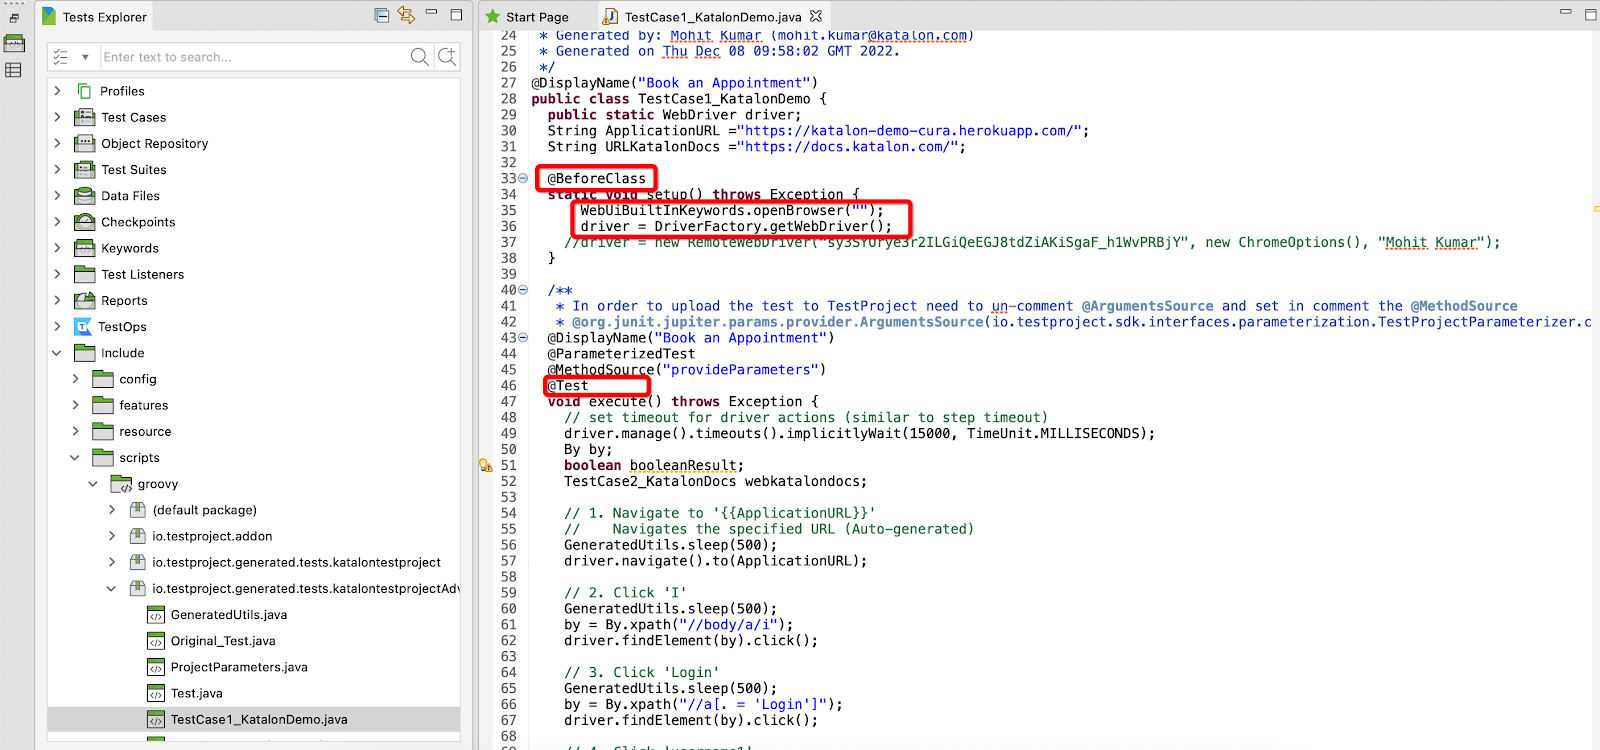 Tests Explorer
Enter text to search...
Profiles
Test Cases
Object Repository
Test Suites
Data Files
Checkpoints
Keywords
Test Listeners
Reports
TestOps
Include
config
features
resource
scripts
groovy
(default package)
io.testproject.addon
io.testproject.generated.tests.katalontestproject
io.testproject.generated.tests.katalontestprojectAdv
GeneratedUtils.java
Original_Test.java
ProjectParameters.java
Test.java
TestCase1_KatalonDemo.java
Start Page
TestCase1_KatalonDemo.java
24 * Generated by: Mohit Kumar (mohit.kumar@katalon.com)
25 * Generated on Thu Dec 08 09:58:02 GMT 2022.
26 */
27 @DisplayName("Book an Appointment")
28 public class TestCase1_KatalonDemo {
29 public static WebDriver driver;
30 String ApplicationURL ="https://katalon-demo-cura.herokuapp.com/";
31 String URLKatalonDocs ="https://docs.katalon.com/";
32
33 @BeforeClass
34 static void setup() throws Exception {
35 WebUiBuiltInKeywords.openBrowser("");
36 driver = DriverFactory.getWebDriver();
37 //driver = new RemoteWebDriver("sy3SYUrye3r2ILGiQeEGJ8tdZiAKiSgaF_h1WvPRBjY", new ChromeOptions(), "Mohit Kumar");
38 }
39
40 /**
41 * In order to upload the test to TestProject need to un-comment @ArgumentsSource and set in comment the @MethodSource
42 * @org.junit.jupiter.params.provider.ArgumentsSource(io.testproject.sdk.interfaces.parameterization.TestProjectParameterizer.c
43 @DisplayName("Book an Appointment")
44 @ParameterizedTest
45 @MethodSource("provideParameters")
46 @Test
47 void execute() throws Exception {
48 // set timeout for driver actions (similar to step timeout)
49 driver.manage().timeouts().implicitlyWait(15000, TimeUnit.MILLISECONDS);
50 By by;
51 boolean booleanResult;
52 TestCase2_KatalonDocs webkatalondocs;
53
54 // 1. Navigate to '{{ApplicationURL}}'
55 // Navigates the specified URL (Auto-generated)
56 GeneratedUtils.sleep(500);
57 driver.navigate().to(ApplicationURL);
58
59 // 2. Click 'I'
60 GeneratedUtils.sleep(500);
61 by = By.xpath("//body/a/i");
62 driver.findElement(by).click();
63
64 // 3. Click 'Login'
65 GeneratedUtils.sleep(500);
66 by = By.xpath("//a[. = 'Login']");
67 driver.findElement(by).click();
68